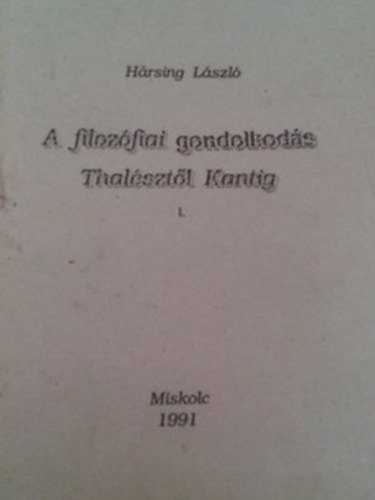 Hársing László
A filozófiai gondolkodás
Thalésztől Kantig
I.
Miskolc
1991